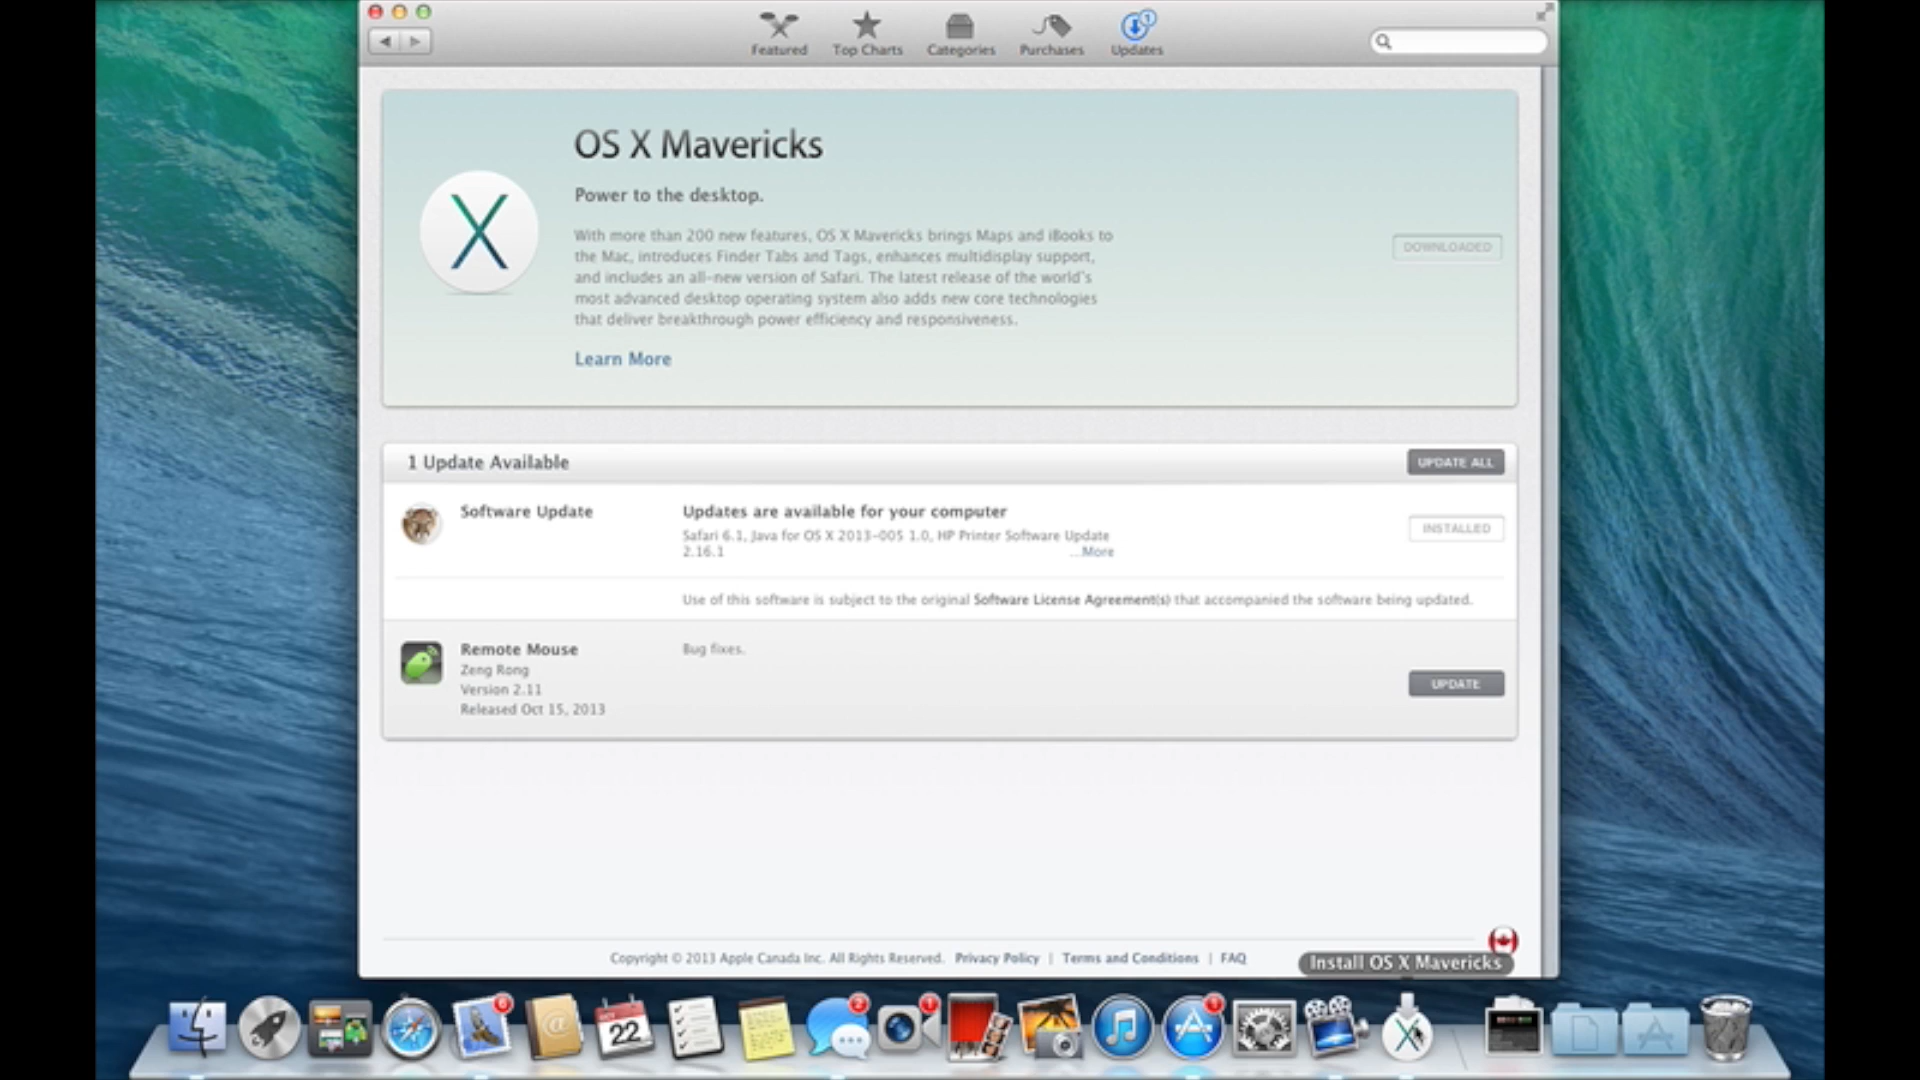 Featured
Top Charts
Categories
Purchases
1
Updates
OS X Mavericks
Power to the desktop.
With more than 200 new features, OS X Mavericks brings Maps and iBooks to
the Mac, introduces Finder Tabs and Tags, enhances multidisplay support,
and includes an all-new version of Safari. The latest release of the world's
most advanced desktop operating system also adds new core technologies
that deliver breakthrough power efficiency and responsiveness.
DOWNLOADED
Learn More
1 Update Available
UPDATE ALL
Software Update
Updates are available for your computer
Safari 6.1, Java for OS X 2013-005 1.0, HP Printer Software Update
2.16.1
...More
INSTALLED
Use of this software is subject to the original Software License Agreement(s) that accompanied the software being updated.
Remote Mouse
Zeng Rong
Version 2.11
Released Oct 15, 2013
Bug fixes.
UPDATE
Copyright © 2013 Apple Canada Inc. All Rights Reserved. Privacy Policy | Terms and Conditions | FAQ
Install OS X Mavericks
6
OCT
22
2
1
1